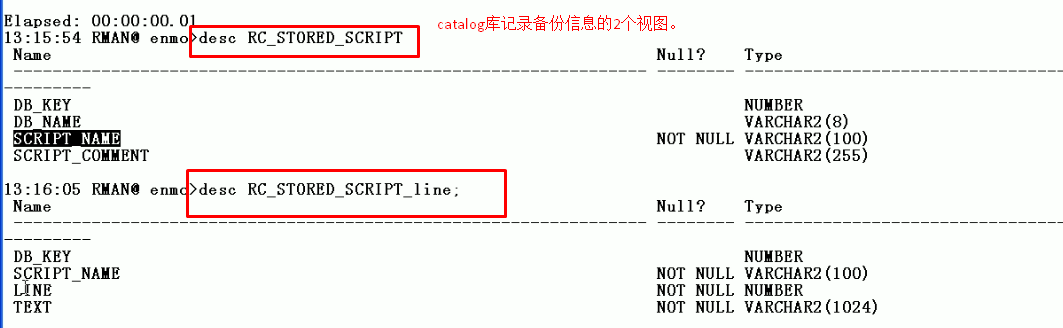 Elapsed: 00:00:00.01
catalog库记录备份信息的2个视图。
13:15:54 RMAN@ enmo>desc RC_STORED_SCRIPT
Name Null? Type
----------------------------------------------------------------------- -------- ------------------------------------
---------
DB_KEY NUMBER
DB_NAME VARCHAR2(8)
SCRIPT_NAME NOT NULL VARCHAR2(100)
SCRIPT_COMMENT VARCHAR2(255)
13:16:05 RMAN@ enmo>desc RC_STORED_SCRIPT_line;
Name Null? Type
----------------------------------------------------------------------- -------- ------------------------------------
---------
DB_KEY NUMBER
SCRIPT_NAME NOT NULL VARCHAR2(100)
LINE NOT NULL NUMBER
TEXT NOT NULL VARCHAR2(1024)